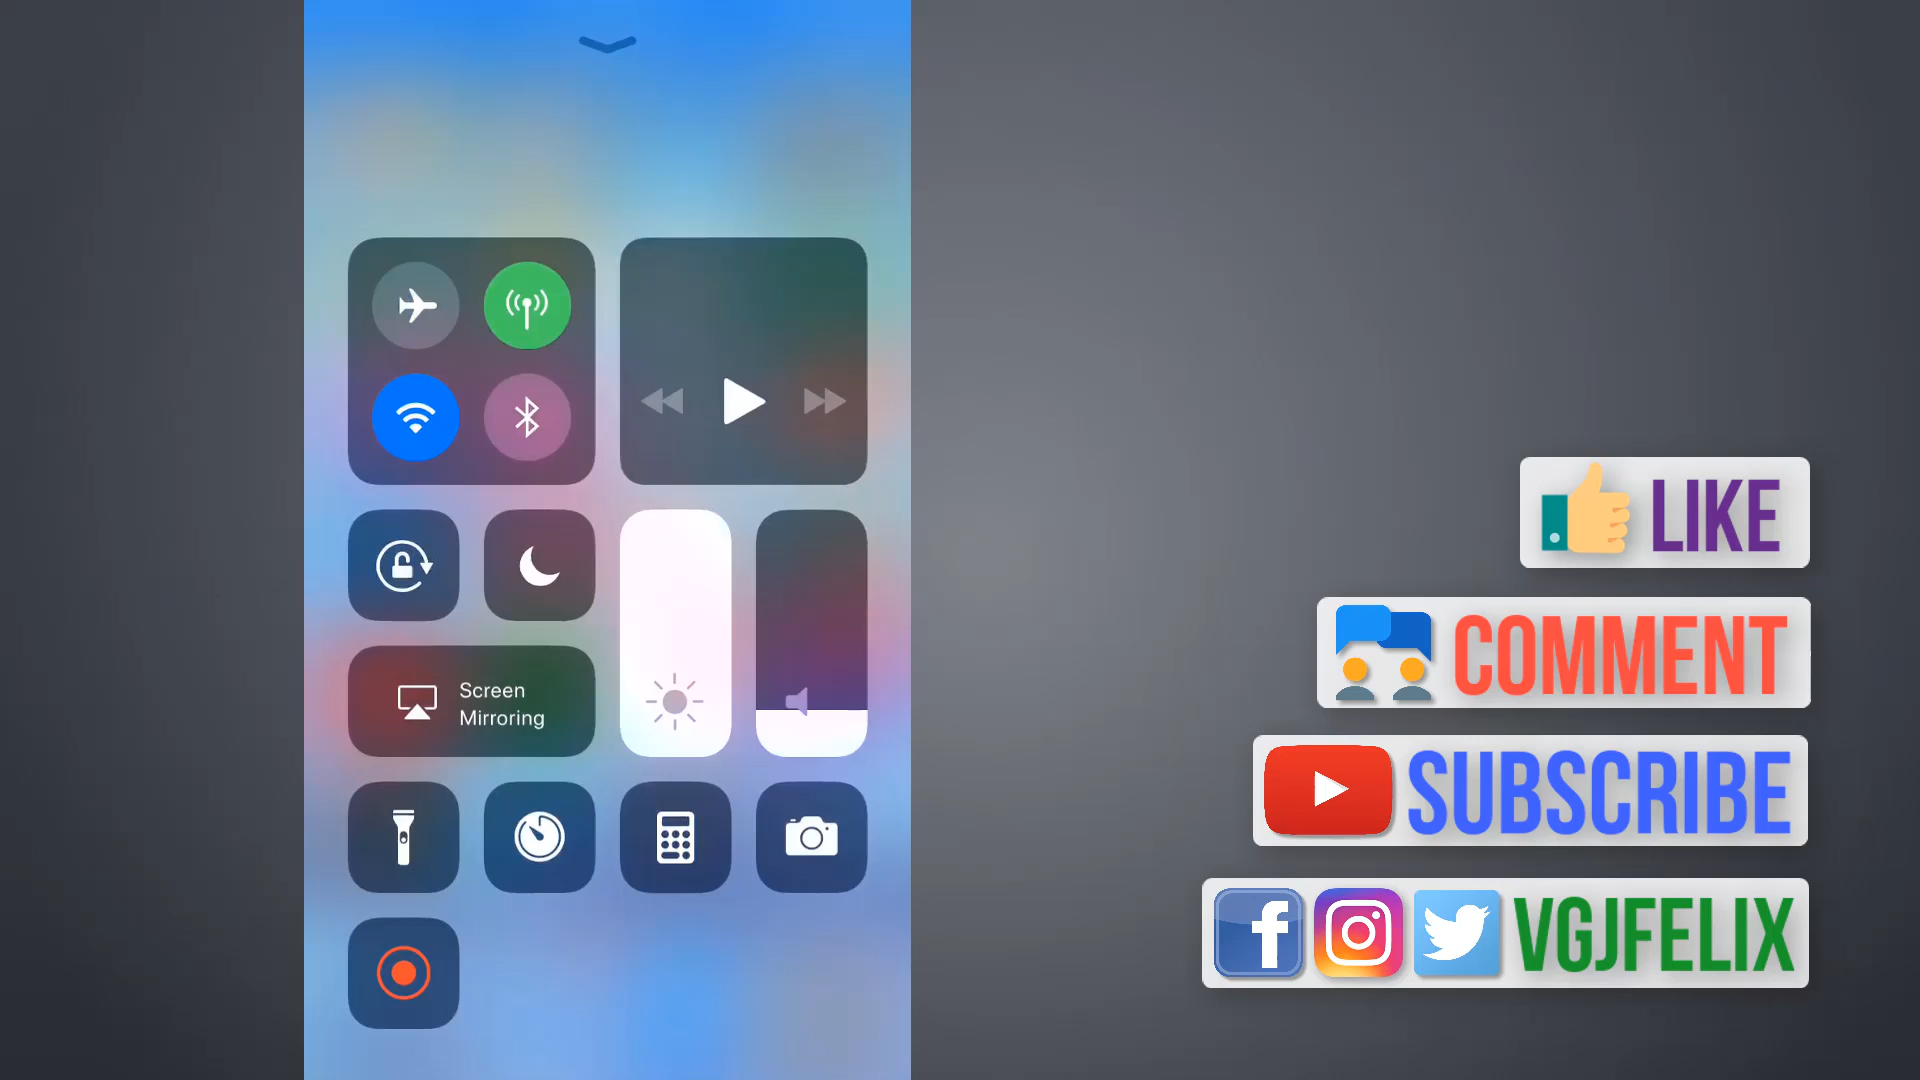 Screen
Mirroring
LIKE
COMMENT
SUBSCRIBE
VGJFELIX